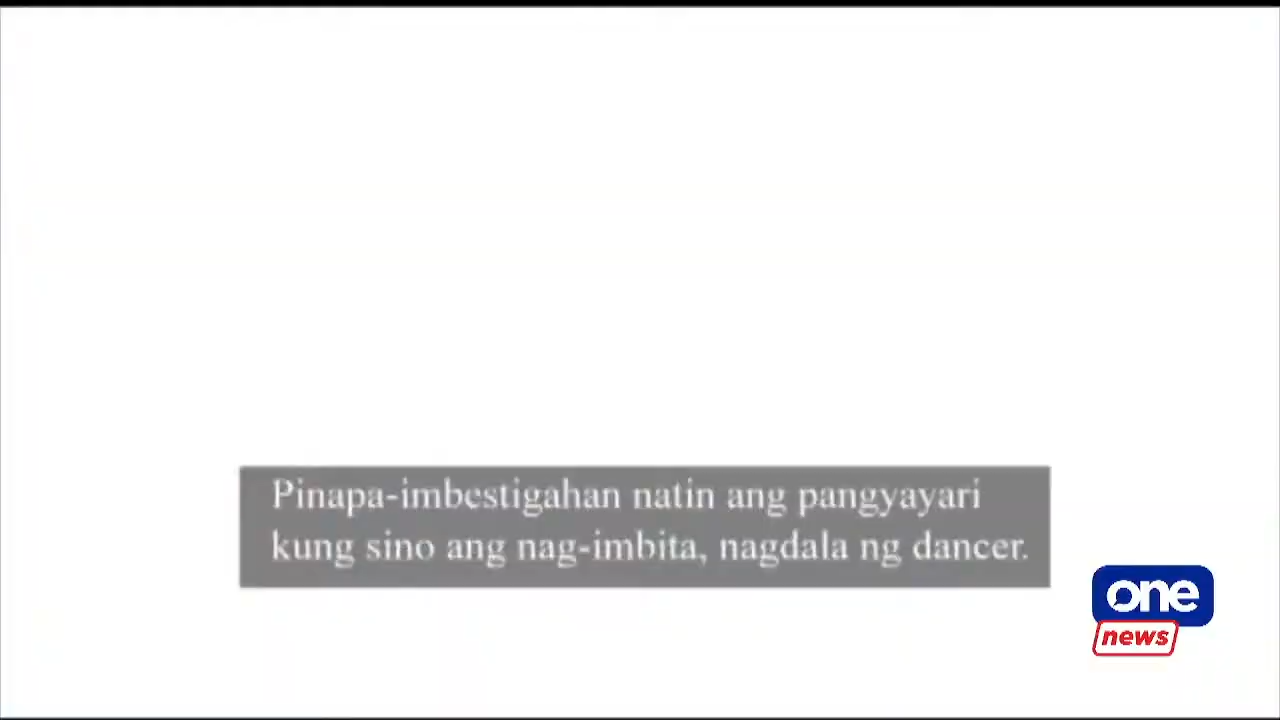 Pinapa-imbestigahan natin ang pangyayari
kung sino ang nag-imbita, nagdala ng dancer.
one
news